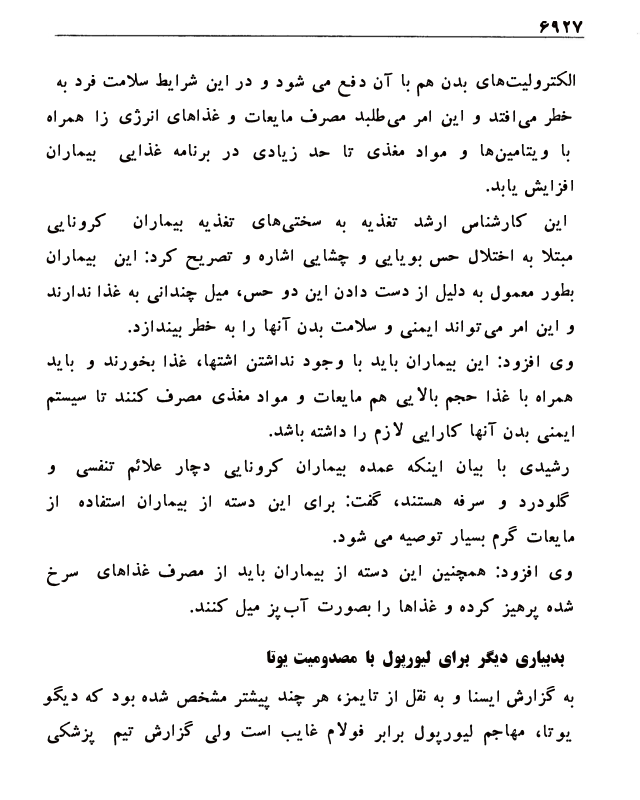 ۶۹۲۷
الکترولیت‌های بدن هم با آن دفع می شود و در این شرایط سلامت فرد به
خطر می‌افتد و این امر می‌طلبد مصرف مایعات و غذاهای انرژی زا همراه
با ویتامین‌ها و مواد مغذی تا حد زیادی در برنامه غذایی بیماران
افزایش یابد.
این کارشناس ارشد تغذیه به سختی‌های تغذیه بیماران کرونایی
مبتلا به اختلال حس بویایی و چشایی اشاره و تصریح کرد: این بیماران
بطور معمول به دلیل از دست دادن این دو حس، میل چندانی به غذا ندارند
و این امر می‌تواند ایمنی و سلامت بدن آنها را به خطر بیندازد.
وی افزود: این بیماران باید با وجود نداشتن اشتها، غذا بخورند و باید
همراه با غذا حجم بالایی هم مایعات و مواد مغذی مصرف کنند تا سیستم
ایمنی بدن آنها کارایی لازم را داشته باشد.
رشیدی با بیان اینکه عمده بیماران کرونایی دچار علائم تنفسی و
گلودرد و سرفه هستند، گفت: برای این دسته از بیماران استفاده از
مایعات گرم بسیار توصیه می شود.
وی افزود: همچنین این دسته از بیماران باید از مصرف غذاهای سرخ
شده پرهیز کرده و غذاها را بصورت آب‌پز میل کنند.
بدبیاری دیگر برای لیورپول با مصدومیت یوتا
به گزارش ایسنا و به نقل از تایمز، هر چند پیشتر مشخص شده بود که دیگو
یوتا، مهاجم لیورپول برابر فولام غایب است ولی گزارش تیم پزشکی